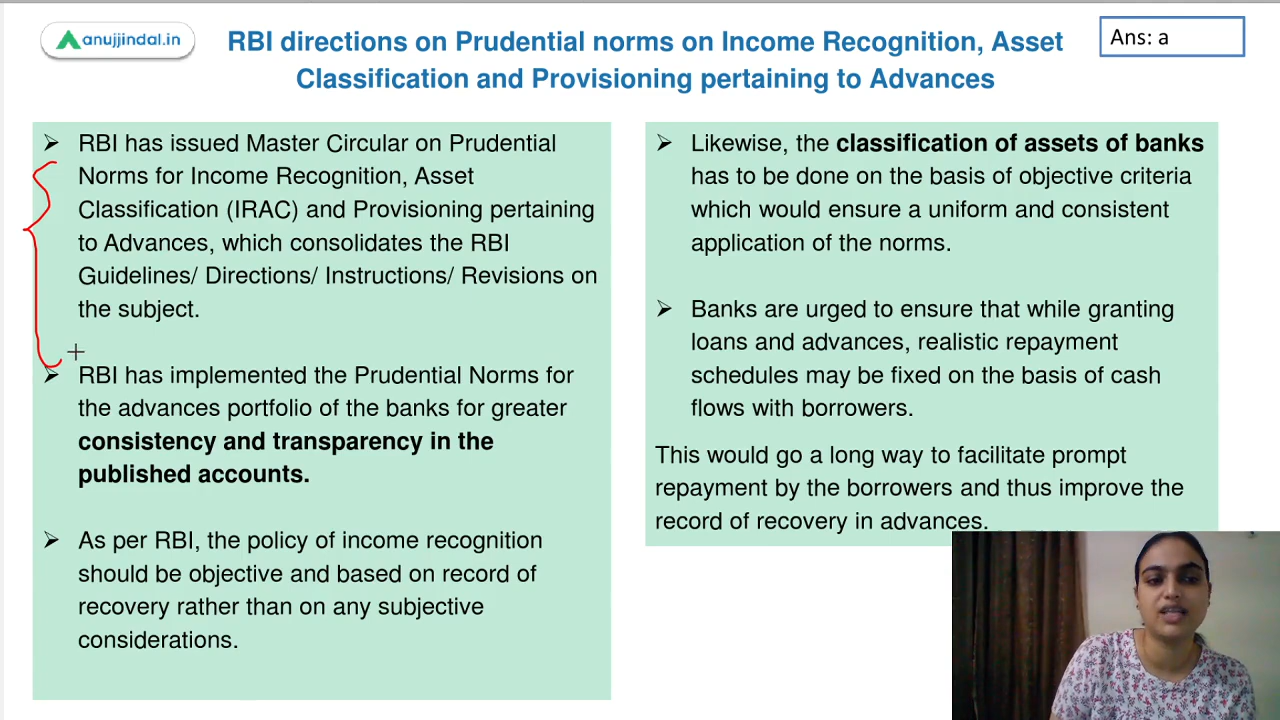 anujjindal.in
RBI directions on Prudential norms on Income Recognition, Asset
Classification and Provisioning pertaining to Advances
Ans: a
RBI has issued Master Circular on Prudential
Norms for Income Recognition, Asset
Classification (IRAC) and Provisioning pertaining
to Advances, which consolidates the RBI
Guidelines/ Directions/ Instructions/ Revisions on
the subject.
RBI has implemented the Prudential Norms for
the advances portfolio of the banks for greater
consistency and transparency in the
published accounts.
As per RBI, the policy of income recognition
should be objective and based on record of
recovery rather than on any subjective
considerations.
Likewise, the classification of assets of banks
has to be done on the basis of objective criteria
which would ensure a uniform and consistent
application of the norms.
Banks are urged to ensure that while granting
loans and advances, realistic repayment
schedules may be fixed on the basis of cash
flows with borrowers.
This would go a long way to facilitate prompt
repayment by the borrowers and thus improve the
record of recovery in advances.